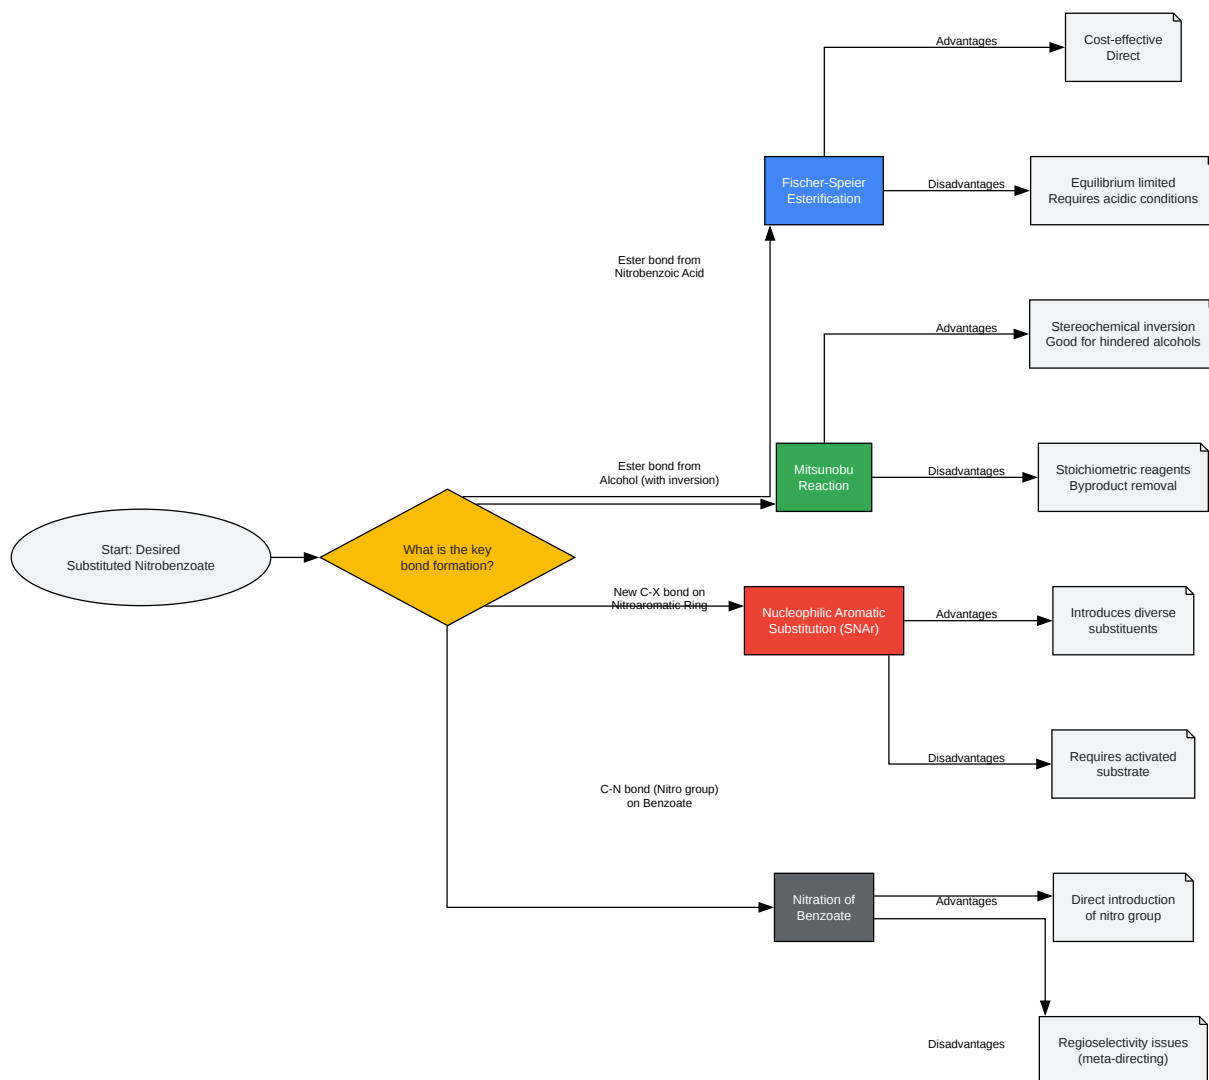 Advantages
Cost-effective
Direct
Fischer-Speier
Esterification
Disadvantages
Equilibrium limited
Requires acidic conditions
Ester bond from
Nitrobenzoic Acid
Advantages
Stereochemical inversion
Good for hindered alcohols
Ester bond from
Alcohol (with inversion)
Mitsunobu
Reaction
Disadvantages
Stoichiometric reagents
Byproduct removal
Start: Desired
Substituted Nitrobenzoate
What is the key
bond formation?
New C-X bond on
Nitroaromatic Ring
Nucleophilic Aromatic
Substitution (SNAr)
Advantages
Introduces diverse
substituents
Disadvantages
Requires activated
substrate
C-N bond (Nitro group)
on Benzoate
Nitration of
Benzoate
Advantages
Direct introduction
of nitro group
Disadvantages
Regioselectivity issues
(meta-directing)